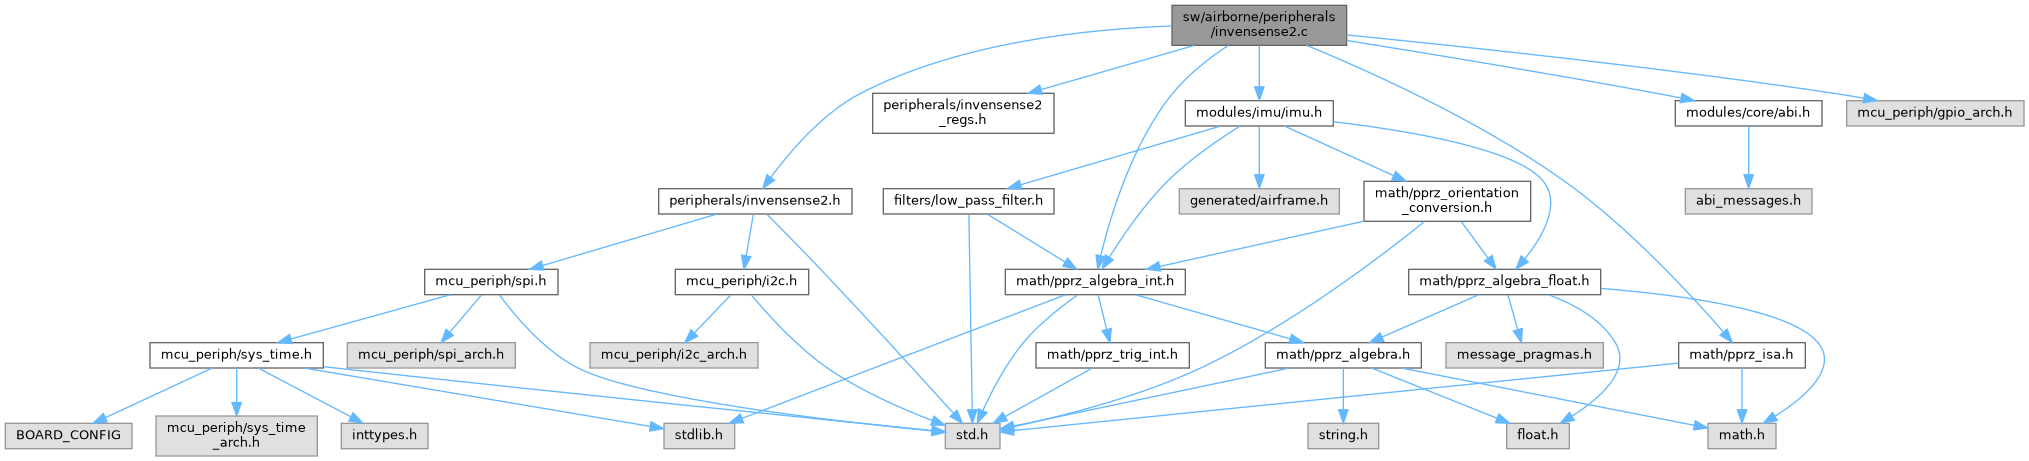 sw/airborne/peripherals
/invensense2.c
peripherals/invensense2
_regs.h
modules/imu/imu.h
modules/core/abi.h
mcu_periph/gpio_arch.h
peripherals/invensense2.h
filters/low_pass_filter.h
generated/airframe.h
math/pprz_orientation
_conversion.h
abi_messages.h
mcu_periph/spi.h
mcu_periph/i2c.h
math/pprz_algebra_int.h
math/pprz_algebra_float.h
mcu_periph/sys_time.h
mcu_periph/spi_arch.h
mcu_periph/i2c_arch.h
math/pprz_trig_int.h
math/pprz_algebra.h
message_pragmas.h
math/pprz_isa.h
BOARD_CONFIG
mcu_periph/sys_time
_arch.h
inttypes.h
stdlib.h
std.h
string.h
float.h
math.h